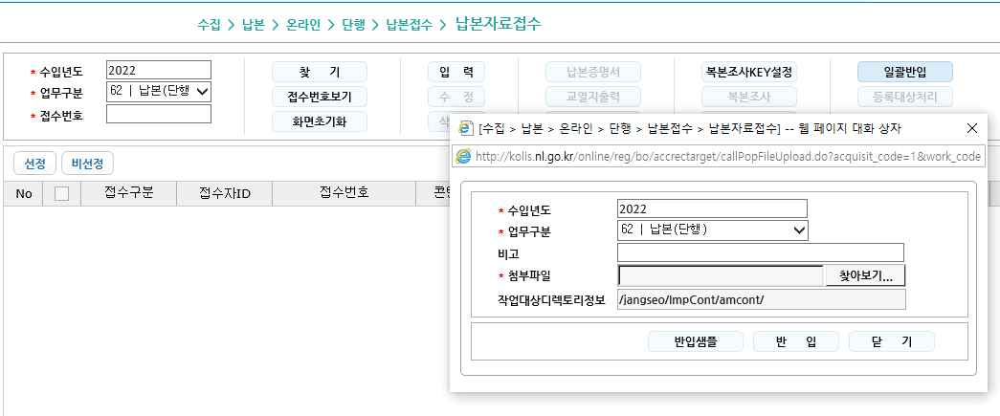 수집 > 납본 > 온라인 > 단행 > 납본접수 > 납본자료접수
* 수입년도 2022 찾 기 입 력 납본증명서 복본조사KEY설정 일괄반입
* 업무구분 62 | 납본(단행 접수번호보기 수 정 교열지출력 복본조사 등록대상처리
* 접수번호 화면초기화
선정 비선정
No 접수구분 접수자ID 접수번호
[수집 > 납본 > 온라인 > 단행 > 납본접수 > 납본자료접수] -- 웹 페이지 대화 상자
http://kolis.nl.go.kr/online/reg/bo/accrectarget/callPopFileUpload.do?acquisit_code=1&work_code
* 수입년도 2022
* 업무구분 62 | 납본(단행)
비고
* 첨부파일 찾아보기...
작업대상디렉토리정보 /jangseo/ImpCont/amcont/
반입샘플 반 입 닫 기